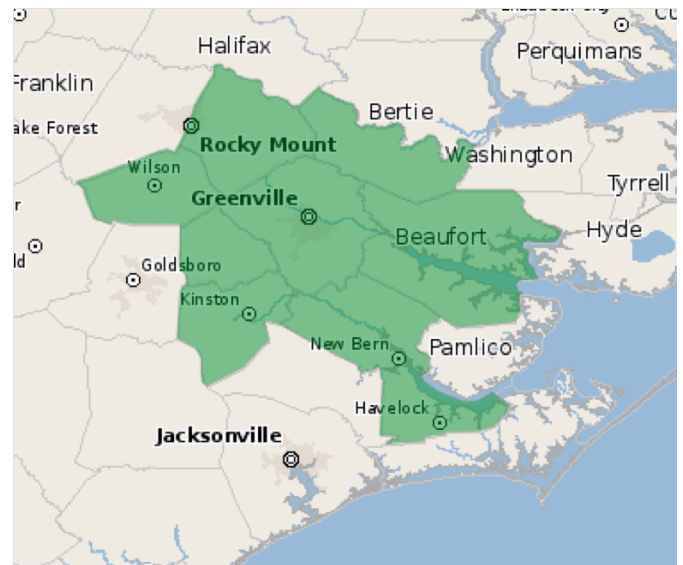 Perquimans
Halifax
Franklin
Bertie
ake Forest
Rocky Mount
Washington
Wilson
Tyrrell
Greenville
r
Hyde
Beaufort
ld
Goldsboro
Kinston
New Bern
Pamlico
Havelock
Jacksonville